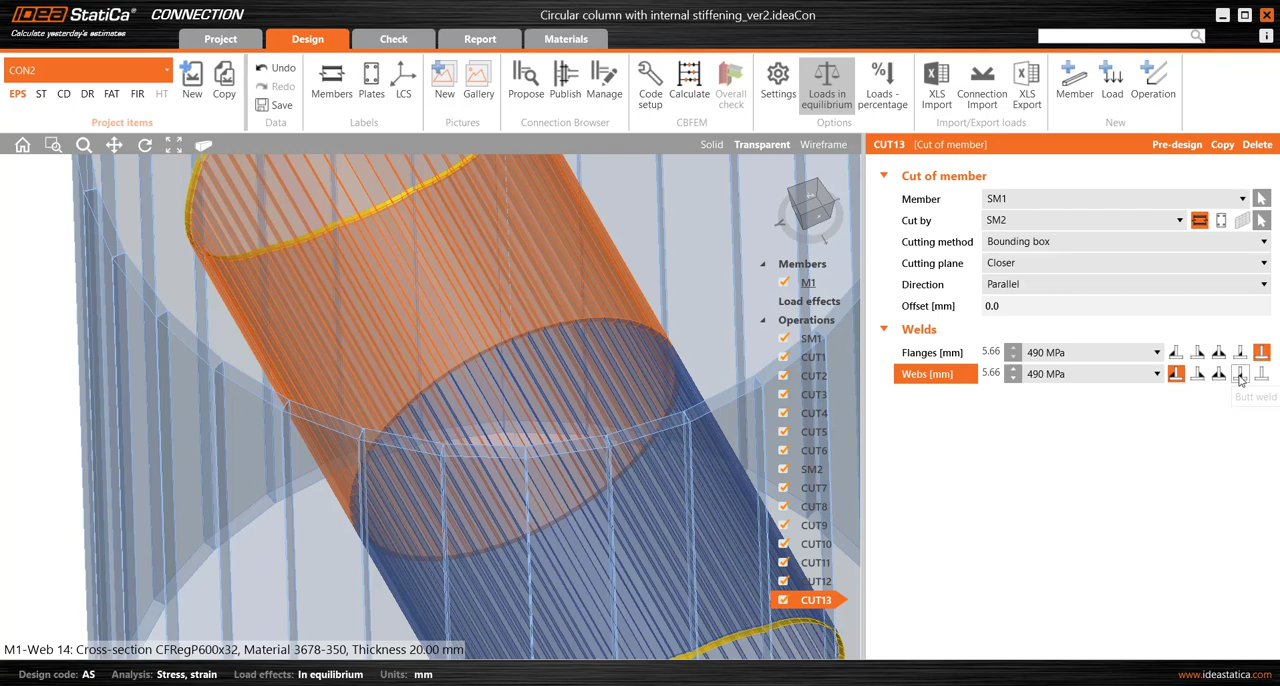 IDEA StatiCa® CONNECTION
Calculate yesterday's estimates
Circular column with internal stiffening_ver2.ideaCon
Project Design Check Report Materials
CON2
EPS ST CD DR FAT FIR HT
New Copy
Project items
Undo
Redo
Save
Data
Members Plates LCS
Labels
New Gallery
Pictures
Propose Publish Manage
Connection Browser
Code setup Calculate Overall check
CBFEM
Settings Loads in equilibrium Loads - percentage
Options
XLS Import Connection Import XLS Export
Import/Export loads
Member Load Operation
New
Solid Transparent Wireframe
Members
M1
Load effects
Operations
SM1
CUT1
CUT2
CUT3
CUT4
CUT5
CUT6
SM2
CUT7
CUT8
CUT9
CUT10
CUT11
CUT12
CUT13
M1-Web 14: Cross-section CFRegP600x32, Material 3678-350, Thickness 20.00 mm
CUT13 [Cut of member] Pre-design Copy Delete
Cut of member
Member SM1
Cut by SM2
Cutting method Bounding box
Cutting plane Closer
Direction Parallel
Offset [mm] 0.0
Welds
Flanges [mm] 5.66 490 MPa
Webs [mm] 5.66 490 MPa
Butt weld
Design code: AS Analysis: Stress, strain Load effects: In equilibrium Units: mm
www.ideastatica.com